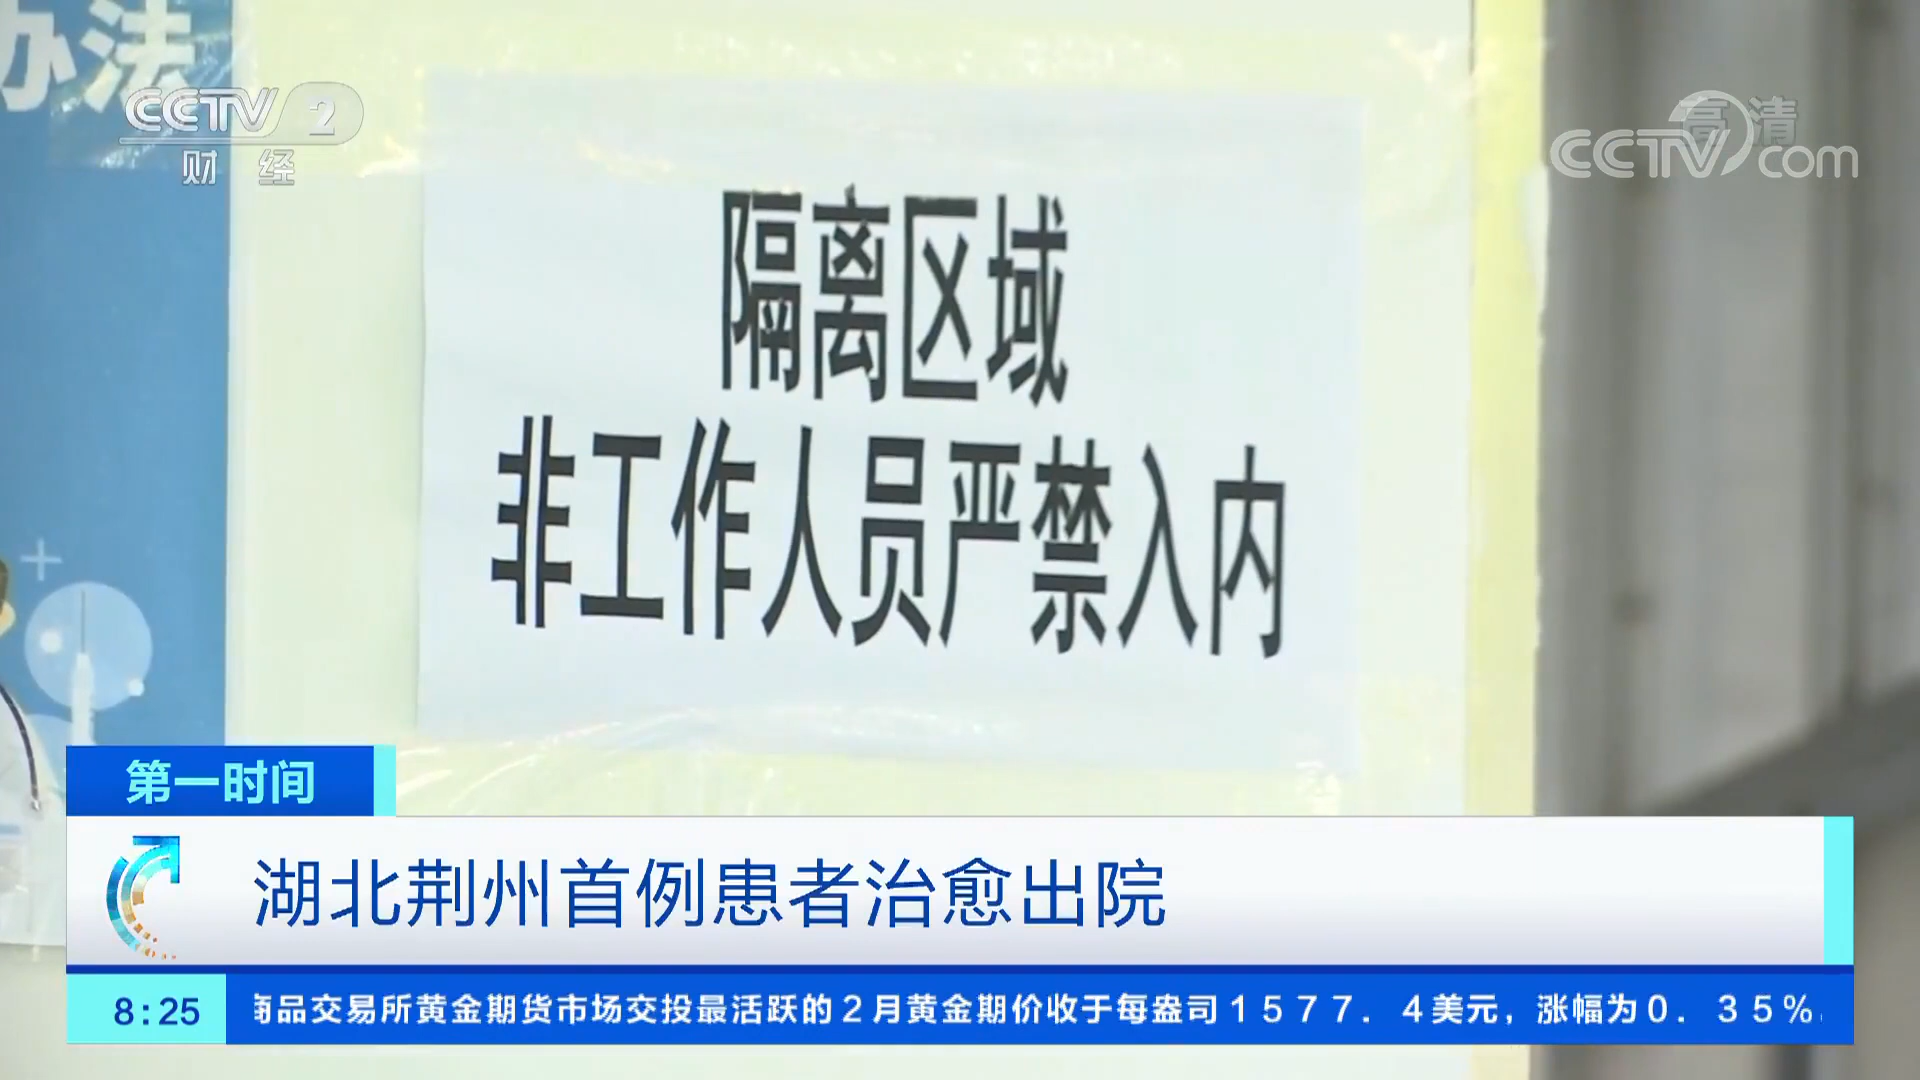 办法
CCTV 2
财 经
高清
CCTV com
隔离区域
非工作人员严禁入内
第一时间
湖北荆州首例患者治愈出院
8:25
商品交易所黄金期货市场交投最活跃的2月黄金期价收于每盎司1577.4美元，涨幅为0.35%